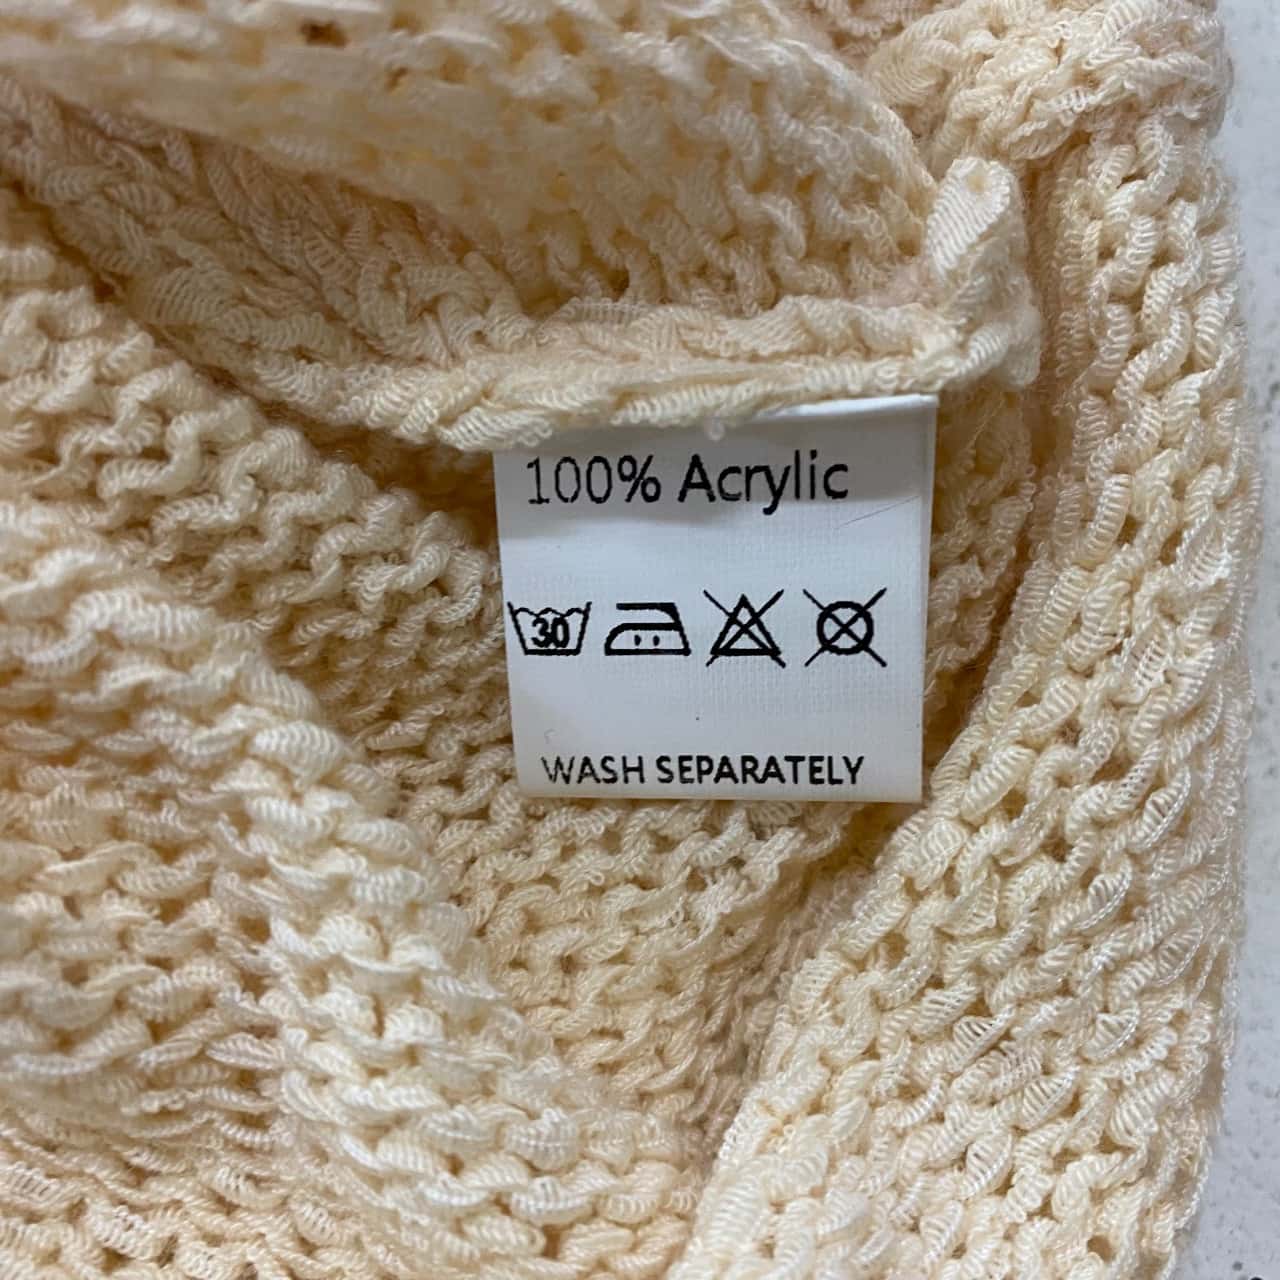 100% Acrylic
30
WASH SEPARATELY